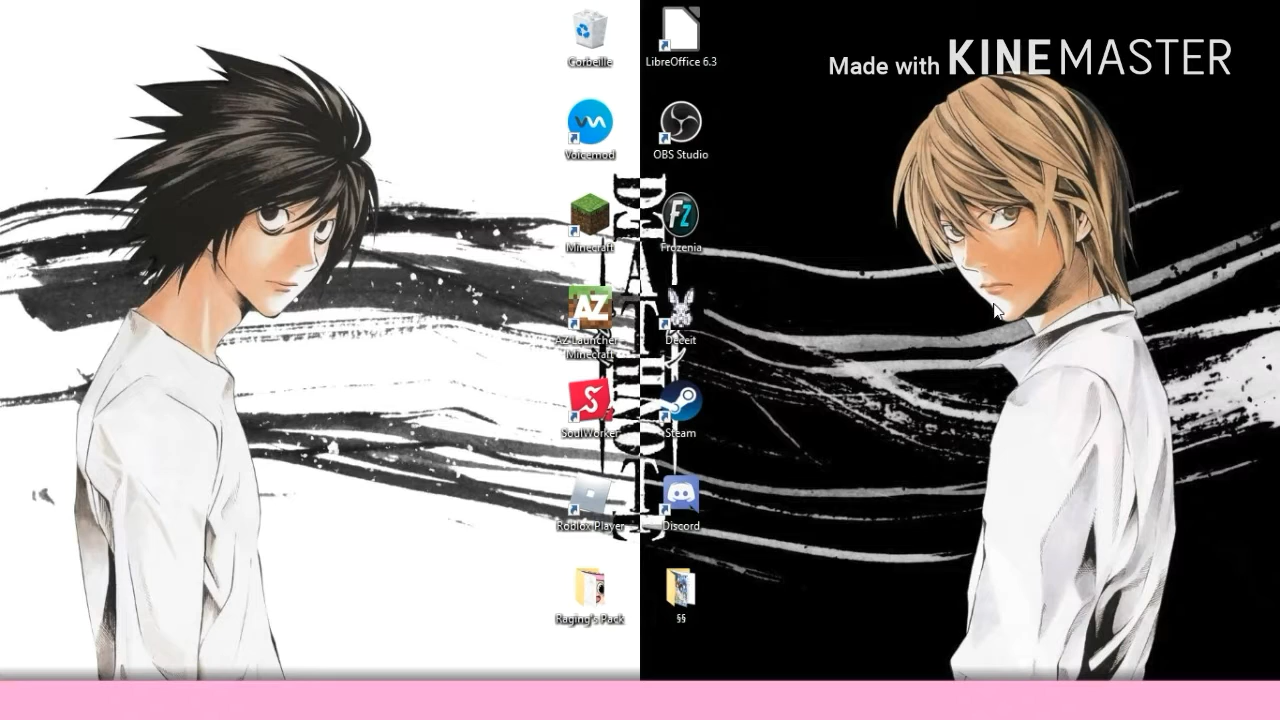 Made with KINEMASTER
Corbeille
LibreOffice 6.3
Voicemod
OBS Studio
Minecraft
Frozenia
AZ Launcher -
Minecraft
Deceit
SoulWorker
Steam
Roblox Player
Discord
Raging's Pack
§§
AZ
DEATH NOTE